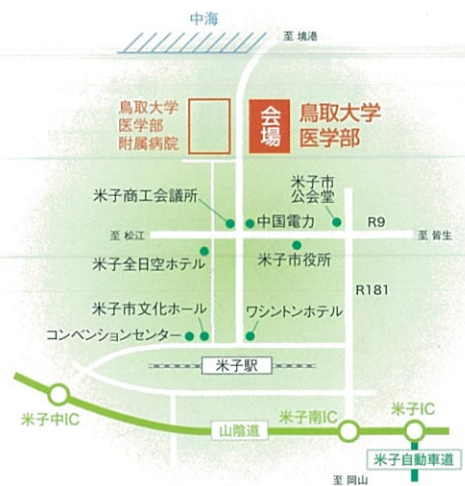 中海
至 境港
鳥取大学
医学部
附属病院
会場
鳥取大学
医学部
米子商工会議所
中国電力
米子市
公会堂
R9
至 松江
至 皆生
米子全日空ホテル
米子市役所
R181
米子市文化ホール
ワシントンホテル
コンベンションセンター
米子駅
米子中IC
山陰道
米子南IC
米子IC
米子自動車道
至 岡山